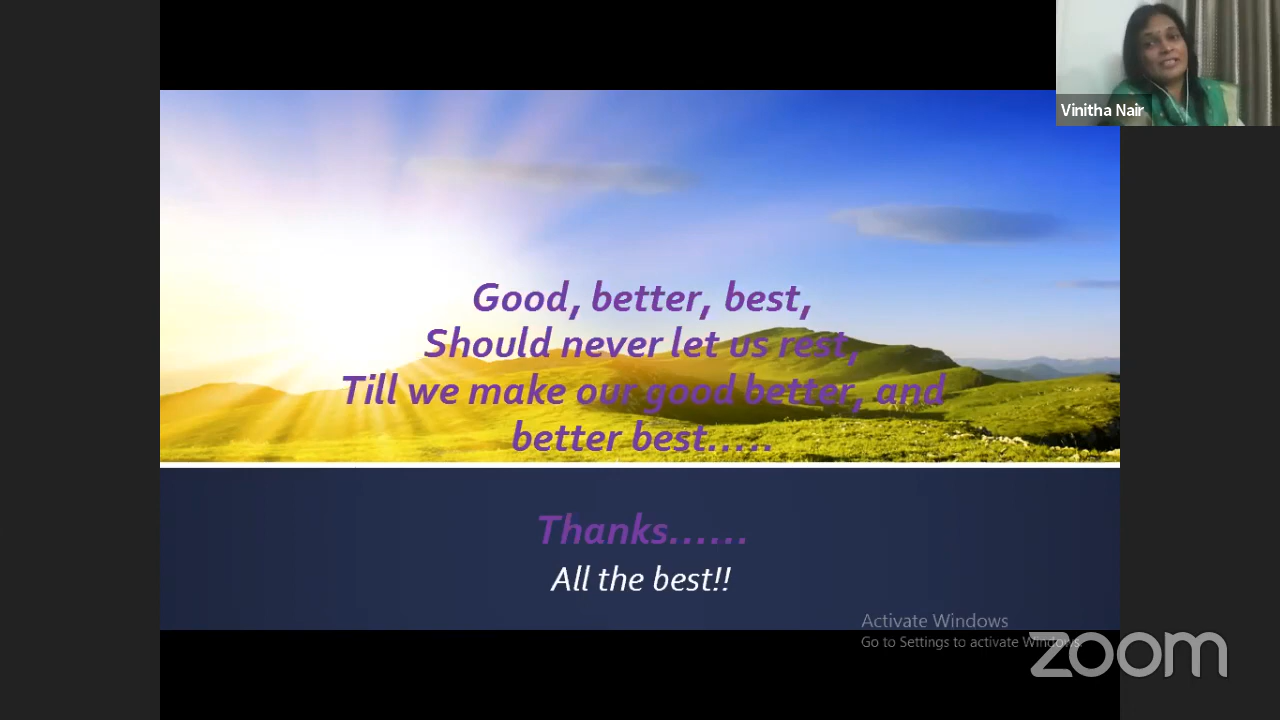 Vinitha Nair
Good, better, best,
Should never let us rest,
Till we make our good better, and
better best.....
Thanks......
All the best!!
Activate Windows
Go to Settings to activate Windows.
zoom